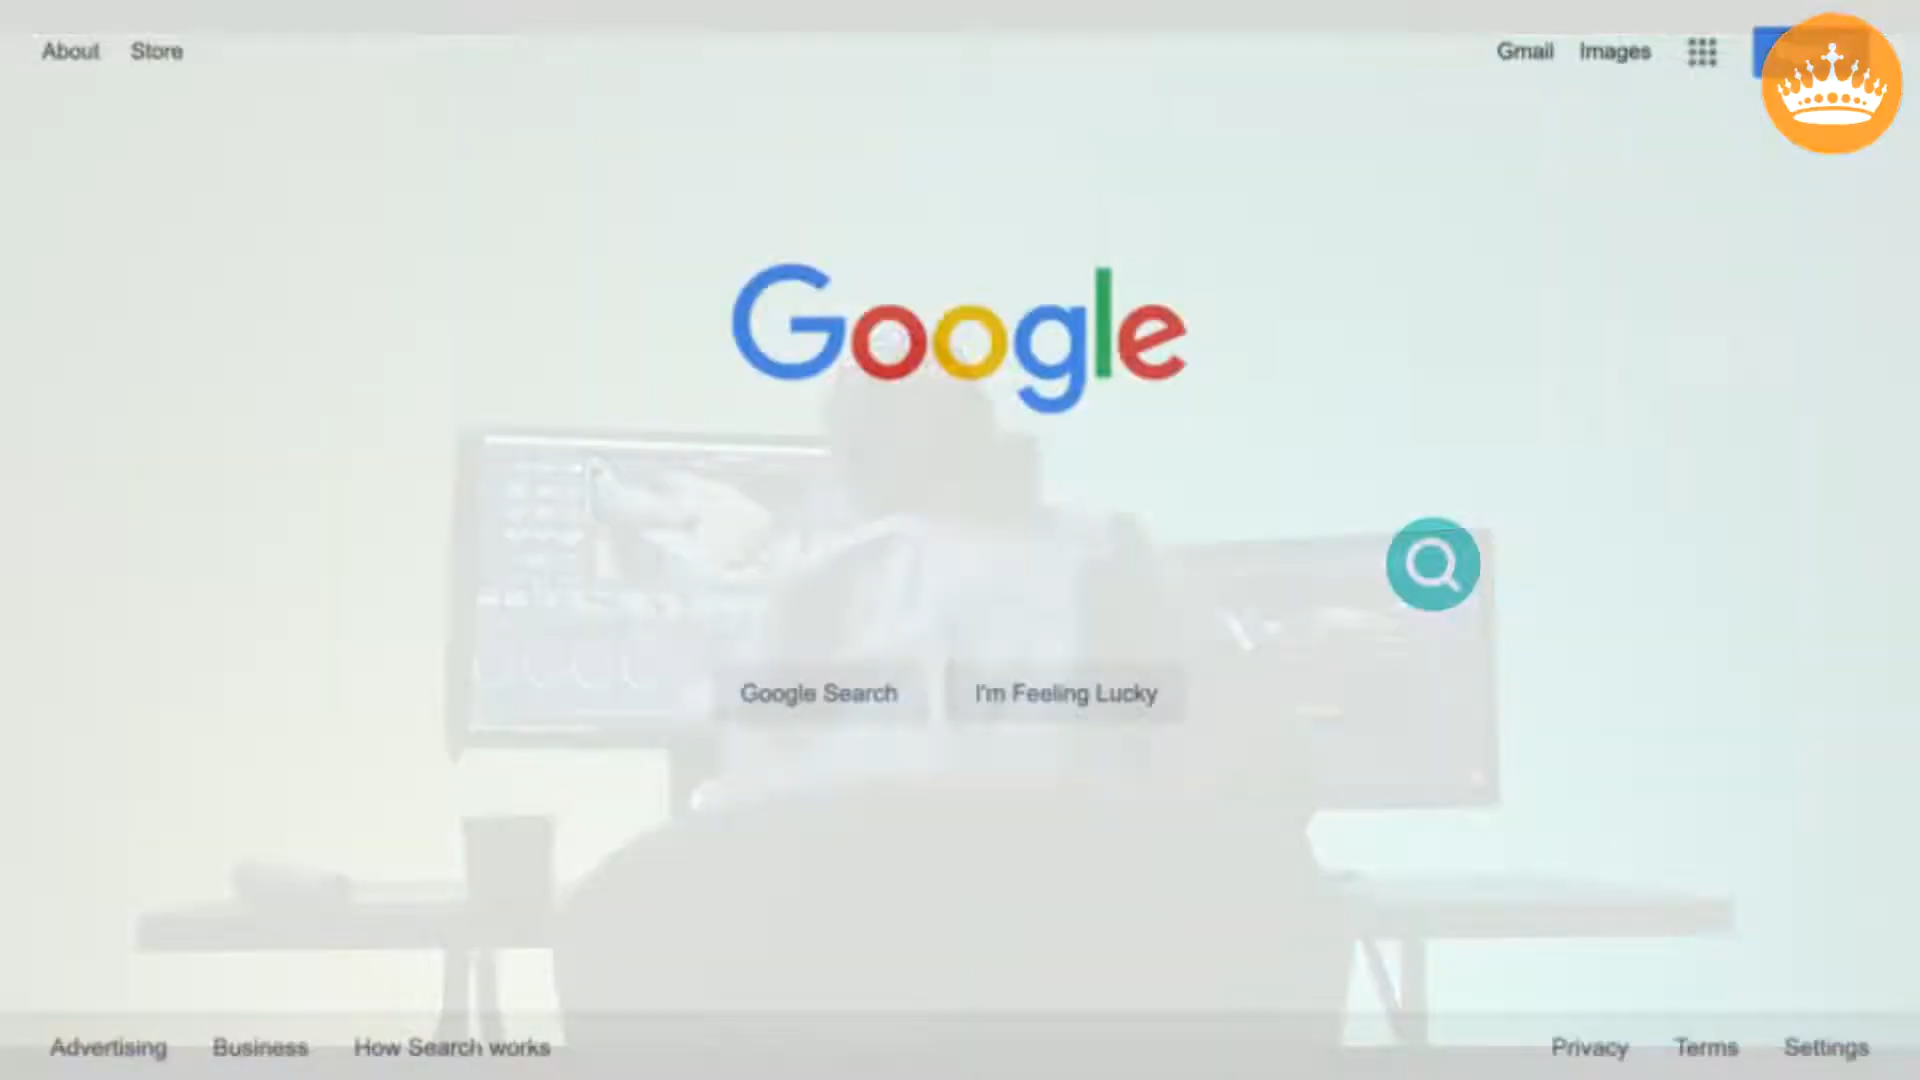 About Store
Gmail Images
Google
Google Search I'm Feeling Lucky
Advertising Business How Search works
Privacy Terms Settings